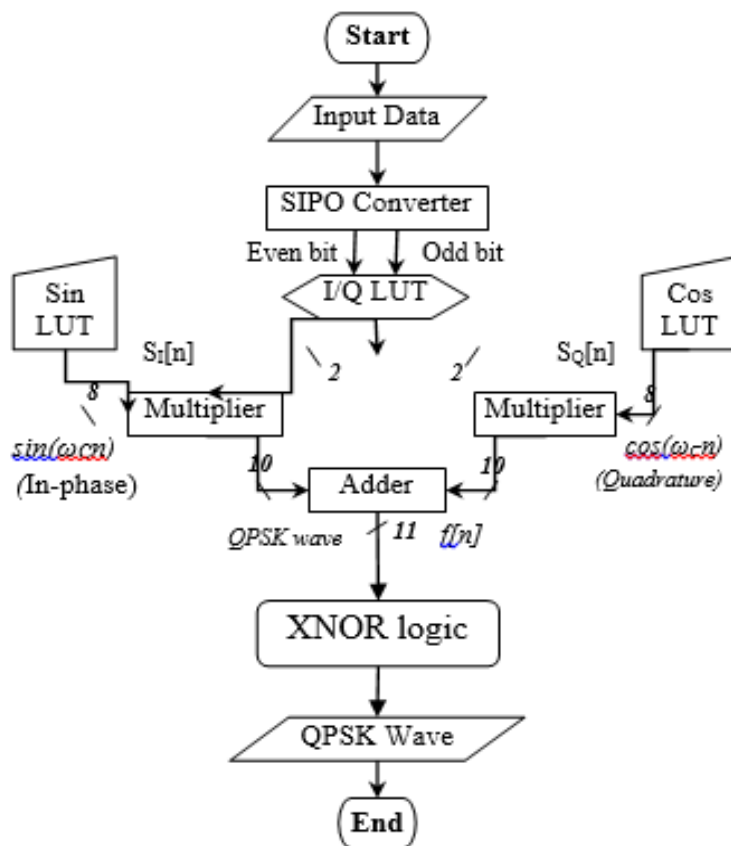 Start
Input Data
SIPO Converter
Even bit
Odd bit
I/Q LUT
Sin
LUT
Cos
LUT
S_I[n]
2
2
S_Q[n]
8
Multiplier
Multiplier
8
sin(ωcn)
(In-phase)
cos(ωcn)
(Quadrature)
10
Adder
10
QPSK wave
11
f[n]
XNOR logic
QPSK Wave
End